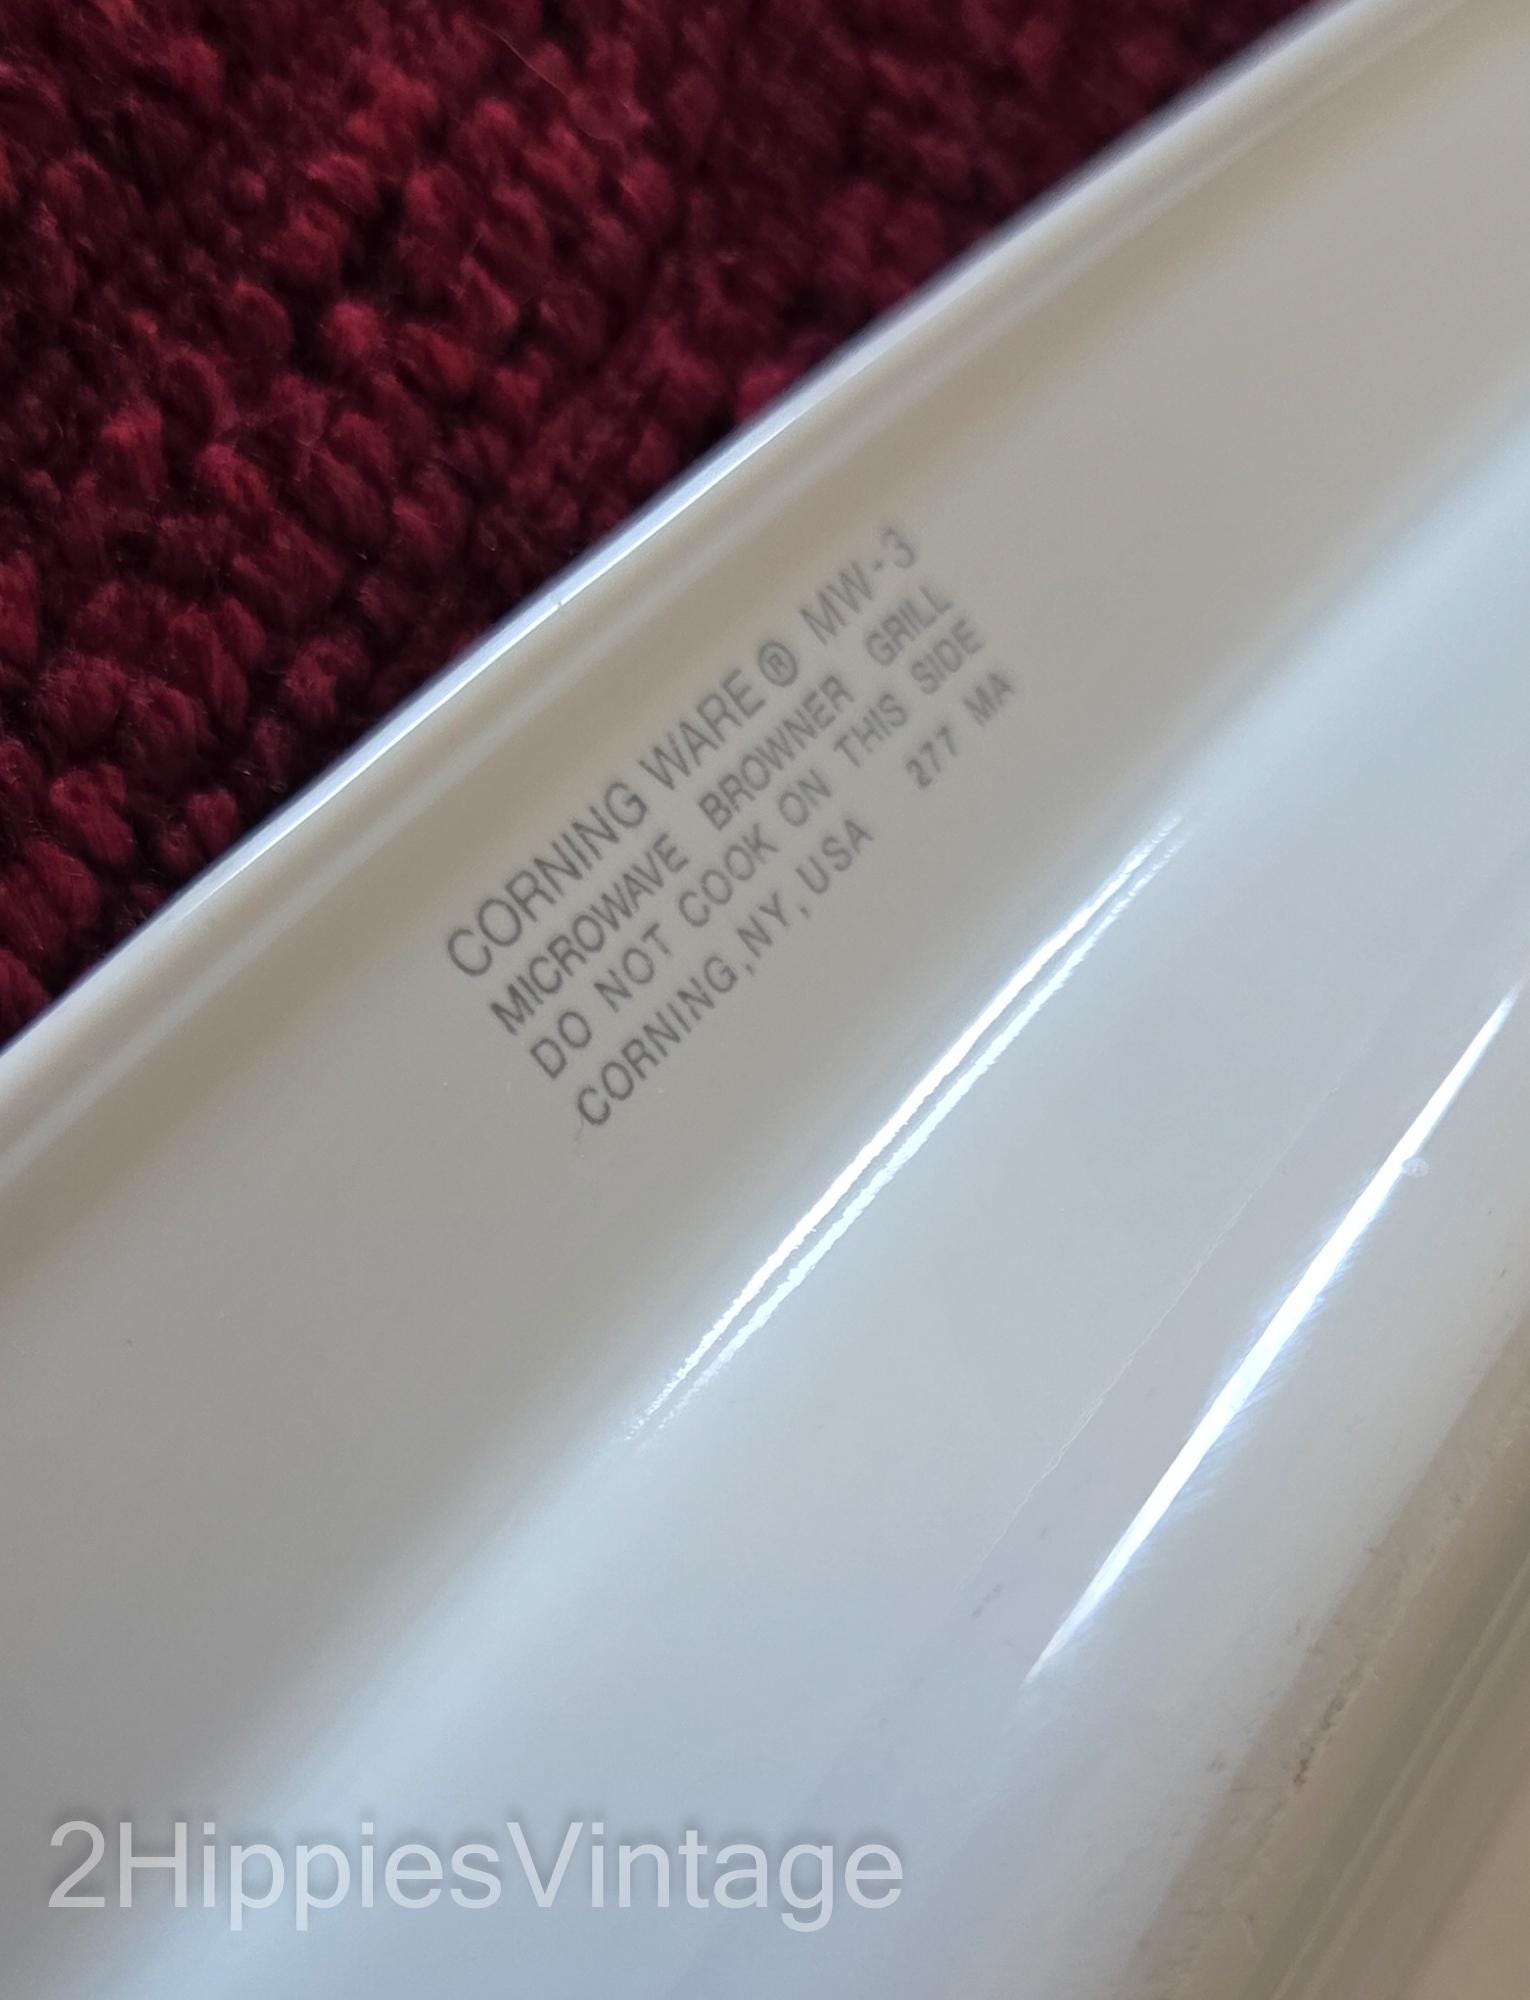 CORNING WARE ® MW-3
MICROWAVE BROWNER GRILL
DO NOT COOK ON THIS SIDE
CORNING, NY, USA 277 MA
2HippiesVintage